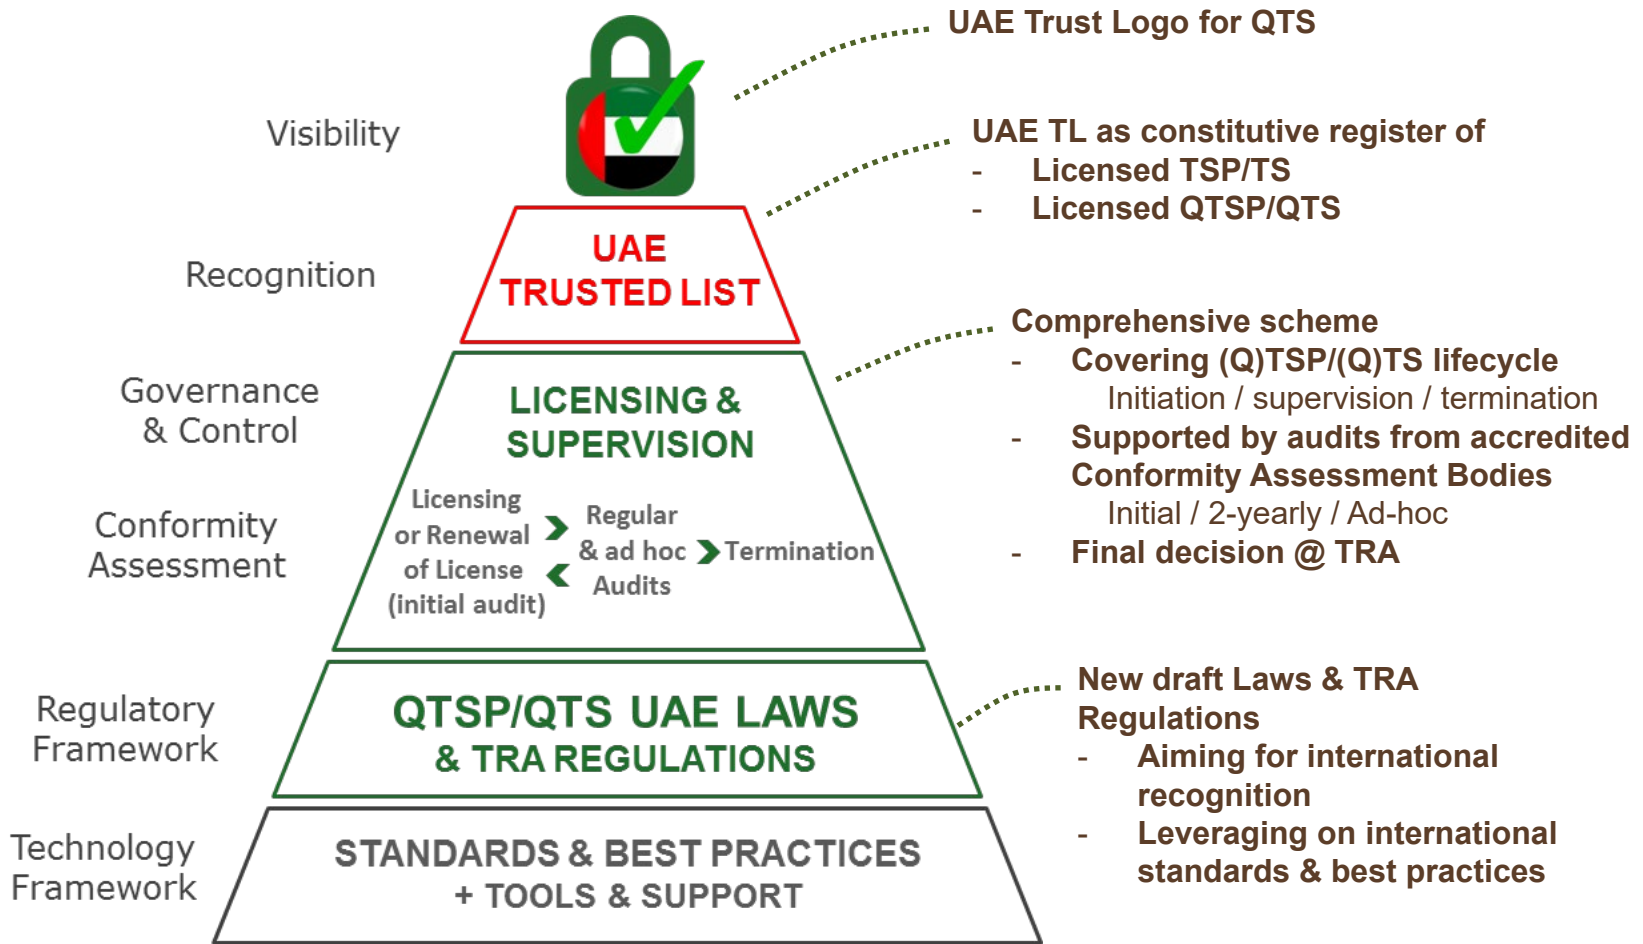 UAE Trust Logo for QTS
Visibility
UAE TL as constitutive register of
- Licensed TSP/TS
- Licensed QTSP/QTS
Recognition
UAE
TRUSTED LIST
Comprehensive scheme
- Covering (Q)TSP/(Q)TS lifecycle
Initiation / supervision / termination
- Supported by audits from accredited
Conformity Assessment Bodies
Initial / 2-yearly / Ad-hoc
- Final decision @ TRA
Governance
& Control
LICENSING &
SUPERVISION
Conformity
Assessment
Licensing
or Renewal
of License
(initial audit)
Regular
& ad hoc
Audits
Termination
Regulatory
Framework
QTSP/QTS UAE LAWS
& TRA REGULATIONS
New draft Laws & TRA
Regulations
- Aiming for international
recognition
- Leveraging on international
standards & best practices
Technology
Framework
STANDARDS & BEST PRACTICES
+ TOOLS & SUPPORT